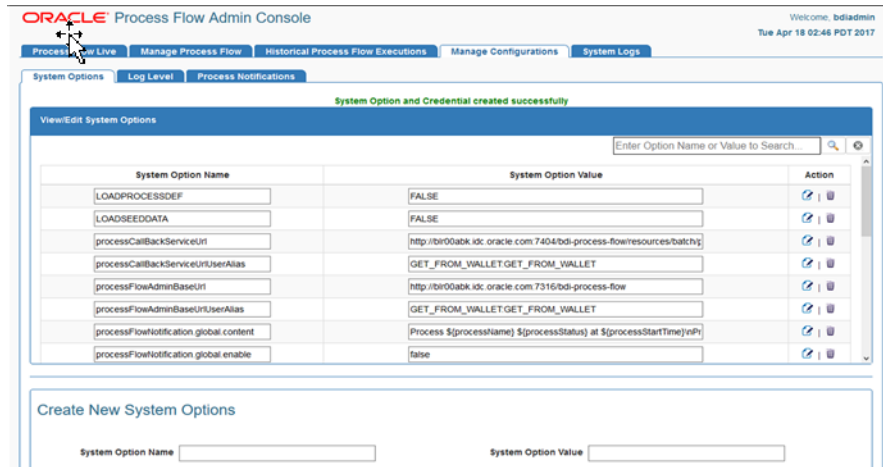 ORACLE Process Flow Admin Console
Welcome, bdiadmin
Tue Apr 18 02:46 PDT 2017
Process Flow Live Manage Process Flow Historical Process Flow Executions Manage Configurations System Logs
System Options Log Level Process Notifications
System Option and Credential created successfully
View/Edit System Options
Enter Option Name or Value to Search...
System Option Name System Option Value Action
LOADPROCESSDEF FALSE
LOADSEEDDATA FALSE
processCallBackServiceUrl http://blr00abk.idc.oracle.com:7404/bdi-process-flow/resources/batch/p
processCallBackServiceUrlUserAlias GET_FROM_WALLET:GET_FROM_WALLET
processFlowAdminBaseUrl http://blr00abk.idc.oracle.com:7316/bdi-process-flow
processFlowAdminBaseUrlUserAlias GET_FROM_WALLET:GET_FROM_WALLET
processFlowNotification.global.content Process ${processName} ${processStatus} at ${processStartTime}\nPr
processFlowNotification.global.enable false
Create New System Options
System Option Name System Option Value